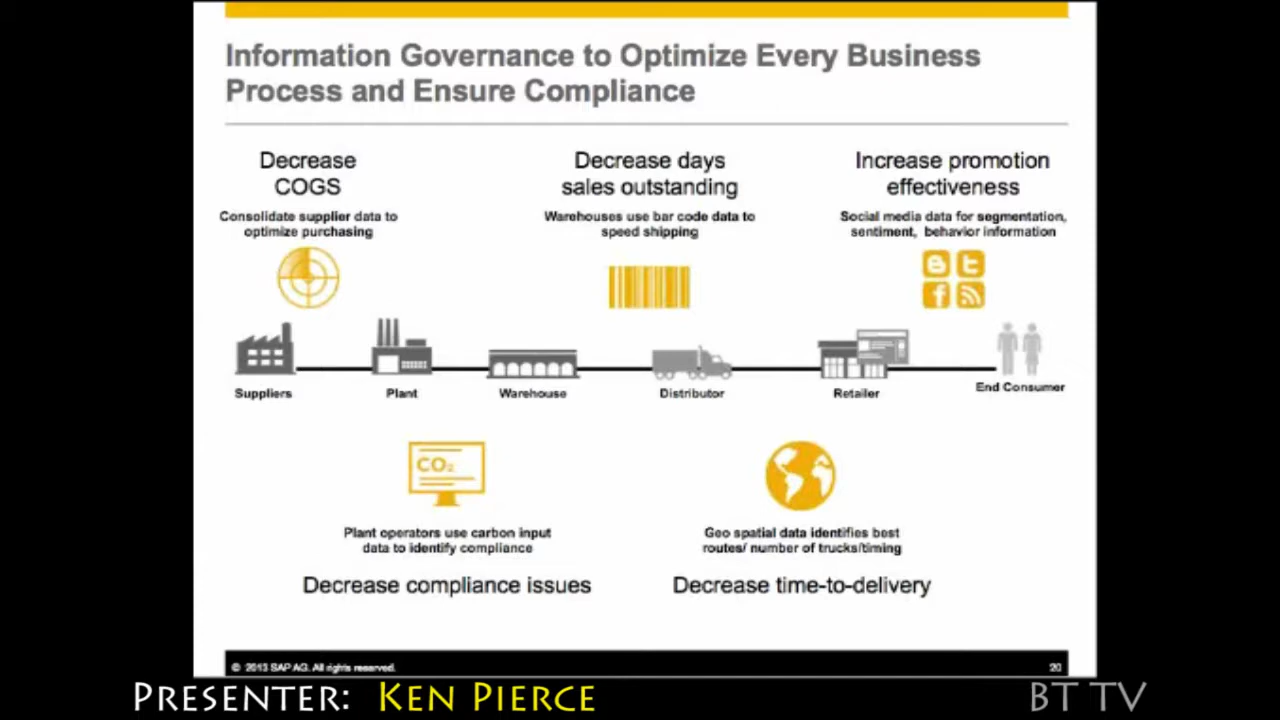 Information Governance to Optimize Every Business
Process and Ensure Compliance
Decrease
COGS
Consolidate supplier data to
optimize purchasing
Decrease days
sales outstanding
Warehouses use bar code data to
speed shipping
Increase promotion
effectiveness
Social media data for segmentation,
sentiment, behavior information
Suppliers
Plant
Warehouse
Distributor
Retailer
End Consumer
CO₂
Plant operators use carbon input
data to identify compliance
Decrease compliance issues
Geo spatial data identifies best
routes/ number of trucks/timing
Decrease time-to-delivery
© 2013 SAP AG. All rights reserved.
20
PRESENTER: KEN PIERCE
BT TV